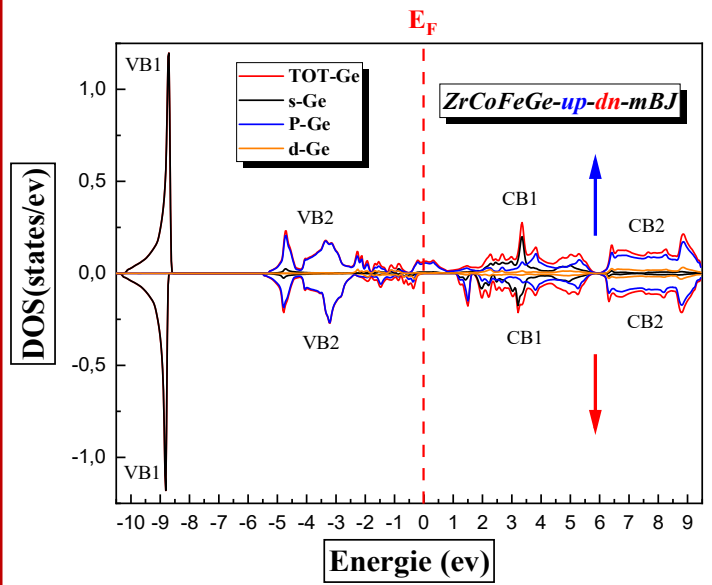 E_F
VB1
TOT-Ge
s-Ge
P-Ge
d-Ge
ZrCoFeGe-up-dn-mBJ
VB2
CB1
CB2
1,0
0,5
0,0
-0,5
-1,0
DOS(states/ev)
VB2
CB1
CB2
VB1
-10 -9 -8 -7 -6 -5 -4 -3 -2 -1 0 1 2 3 4 5 6 7 8 9
Energie (ev)